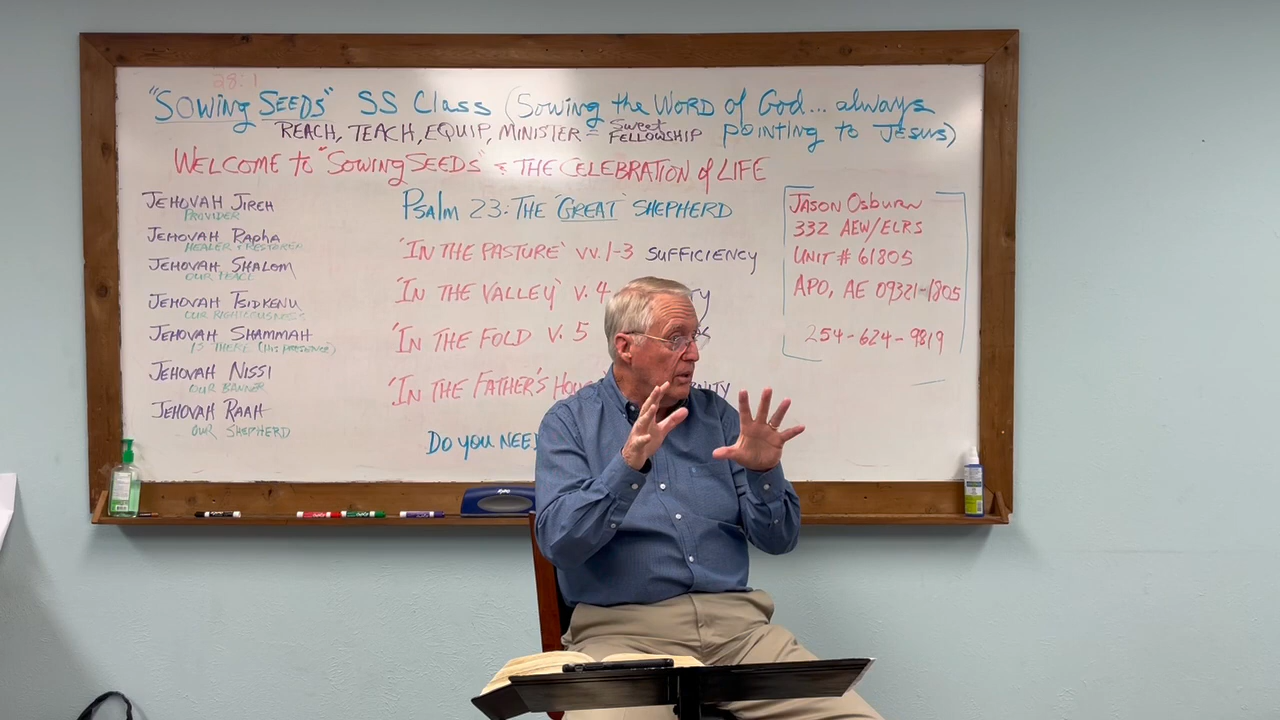 28:1
"SOWING SEEDS" SS CLASS (SOWING THE WORD OF GOD... always
REACH, TEACH, EQUIP, MINISTER = Sweet FELLOWSHIP pointing to JESUS)
WELCOME TO "SOWING SEEDS" & THE CELEBRATION of LIFE
JEHOVAH JIREH
PROVIDER
JEHOVAH RAPHA
HEALER & RESTORER
JEHOVAH SHALOM
OUR PEACE
JEHOVAH TSIDKENU
OUR RIGHTEOUSNESS
JEHOVAH SHAMMAH
IS THERE (HIS PRESENCE)
JEHOVAH NISSI
OUR BANNER
JEHOVAH RAAH
OUR SHEPHERD
PSALM 23: THE 'GREAT' SHEPHERD
'IN THE PASTURE' vv. 1-3 SUFFICIENCY
'IN THE VALLEY' v. 4
'IN THE FOLD v. 5
'IN THE FATHER'S
DO YOU NEED
JASON OSBURN
332 AEW/ELRS
UNIT # 61805
APO, AE 09321-1805
254-624-9819